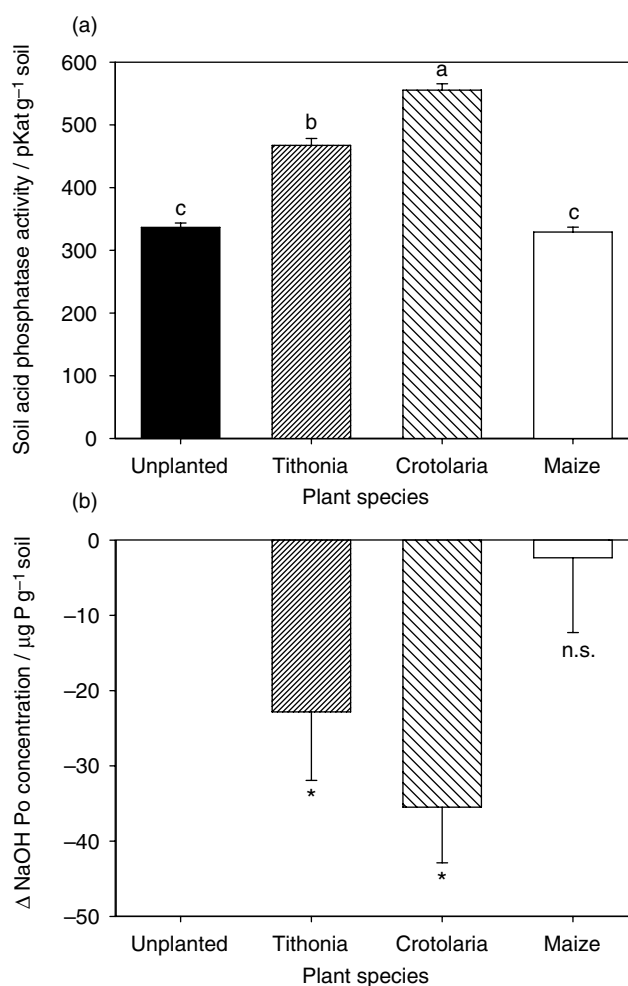 (a)
Soil acid phosphatase activity / pKat g⁻¹ soil
600
500
400
300
200
100
0
c
b
a
c
Unplanted Tithonia Crotolaria Maize
Plant species
(b)
Δ NaOH Po concentration / µg P g⁻¹ soil
0
−10
−20
−30
−40
−50
*
*
n.s.
Unplanted Tithonia Crotolaria Maize
Plant species